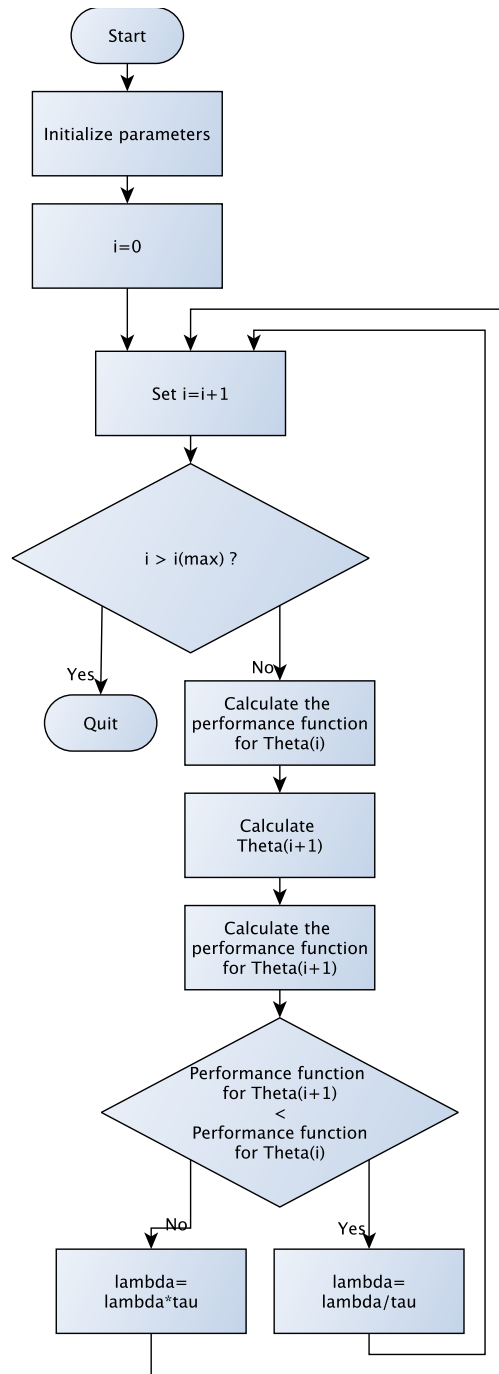 Start
Initialize parameters
i=0
Set i=i+1
i > i(max) ?
Yes
No
Quit
Calculate the
performance function
for Theta(i)
Calculate
Theta(i+1)
Calculate the
performance function
for Theta(i+1)
Performance function
for Theta(i+1)
<
Performance function
for Theta(i)
No
Yes
lambda=
lambda*tau
lambda=
lambda/tau